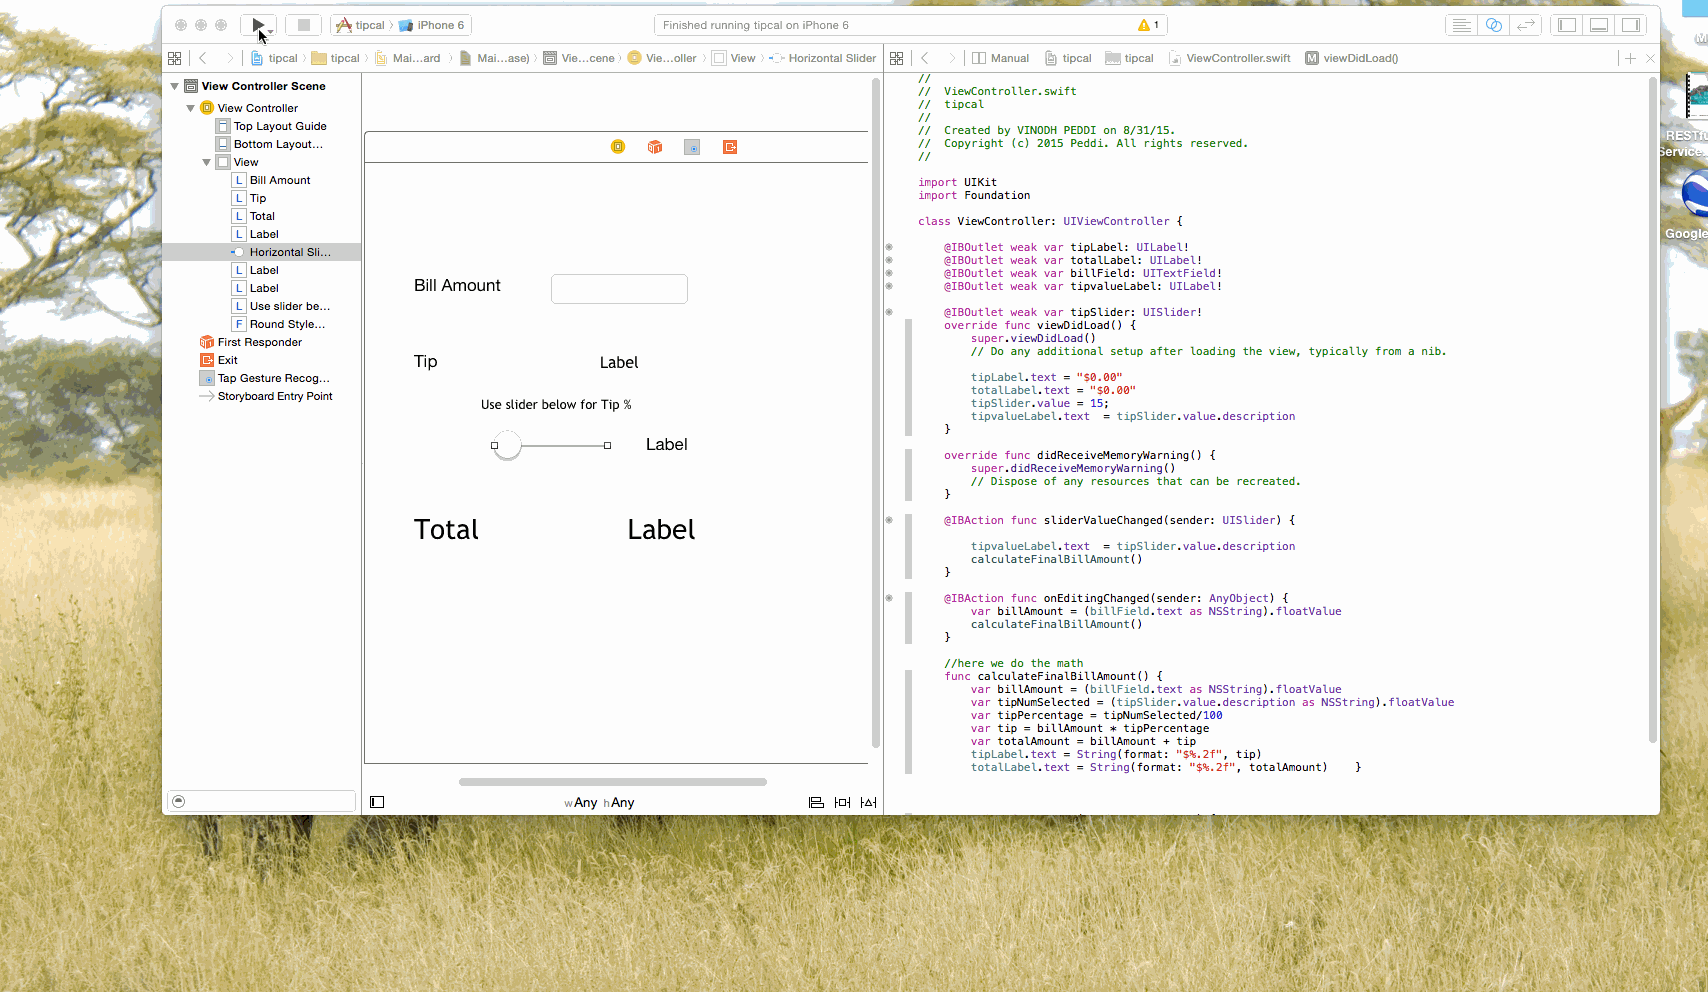 tipcal › iPhone 6
Finished running tipcal on iPhone 6
1
tipcal › tipcal › Mai...ard › Mai...ase) › Vie...cene › Vie...oller › View › Horizontal Slider
Manual › tipcal › tipcal › ViewController.swift › viewDidLoad()
View Controller Scene
View Controller
Top Layout Guide
Bottom Layout...
View
L Bill Amount
L Tip
L Total
L Label
Horizontal Sli...
L Label
L Label
L Use slider be...
F Round Style...
First Responder
Exit
Tap Gesture Recog...
Storyboard Entry Point
Bill Amount
Tip Label
Use slider below for Tip %
Label
Total Label
wAny hAny
//
//  ViewController.swift
//  tipcal
//
//  Created by VINODH PEDDI on 8/31/15.
//  Copyright (c) 2015 Peddi. All rights reserved.
//
import UIKit
import Foundation
class ViewController: UIViewController {
@IBOutlet weak var tipLabel: UILabel!
@IBOutlet weak var totalLabel: UILabel!
@IBOutlet weak var billField: UITextField!
@IBOutlet weak var tipvalueLabel: UILabel!
@IBOutlet weak var tipSlider: UISlider!
override func viewDidLoad() {
super.viewDidLoad()
// Do any additional setup after loading the view, typically from a nib.
tipLabel.text = "$0.00"
totalLabel.text = "$0.00"
tipSlider.value = 15;
tipvalueLabel.text  = tipSlider.value.description
}
override func didReceiveMemoryWarning() {
super.didReceiveMemoryWarning()
// Dispose of any resources that can be recreated.
}
@IBAction func sliderValueChanged(sender: UISlider) {
tipvalueLabel.text  = tipSlider.value.description
calculateFinalBillAmount()
}
@IBAction func onEditingChanged(sender: AnyObject) {
var billAmount = (billField.text as NSString).floatValue
calculateFinalBillAmount()
}
//here we do the math
func calculateFinalBillAmount() {
var billAmount = (billField.text as NSString).floatValue
var tipNumSelected = (tipSlider.value.description as NSString).floatValue
var tipPercentage = tipNumSelected/100
var tip = billAmount * tipPercentage
var totalAmount = billAmount + tip
tipLabel.text = String(format: "$%.2f", tip)
totalLabel.text = String(format: "$%.2f", totalAmount)    }
RESTfu
Service
Google